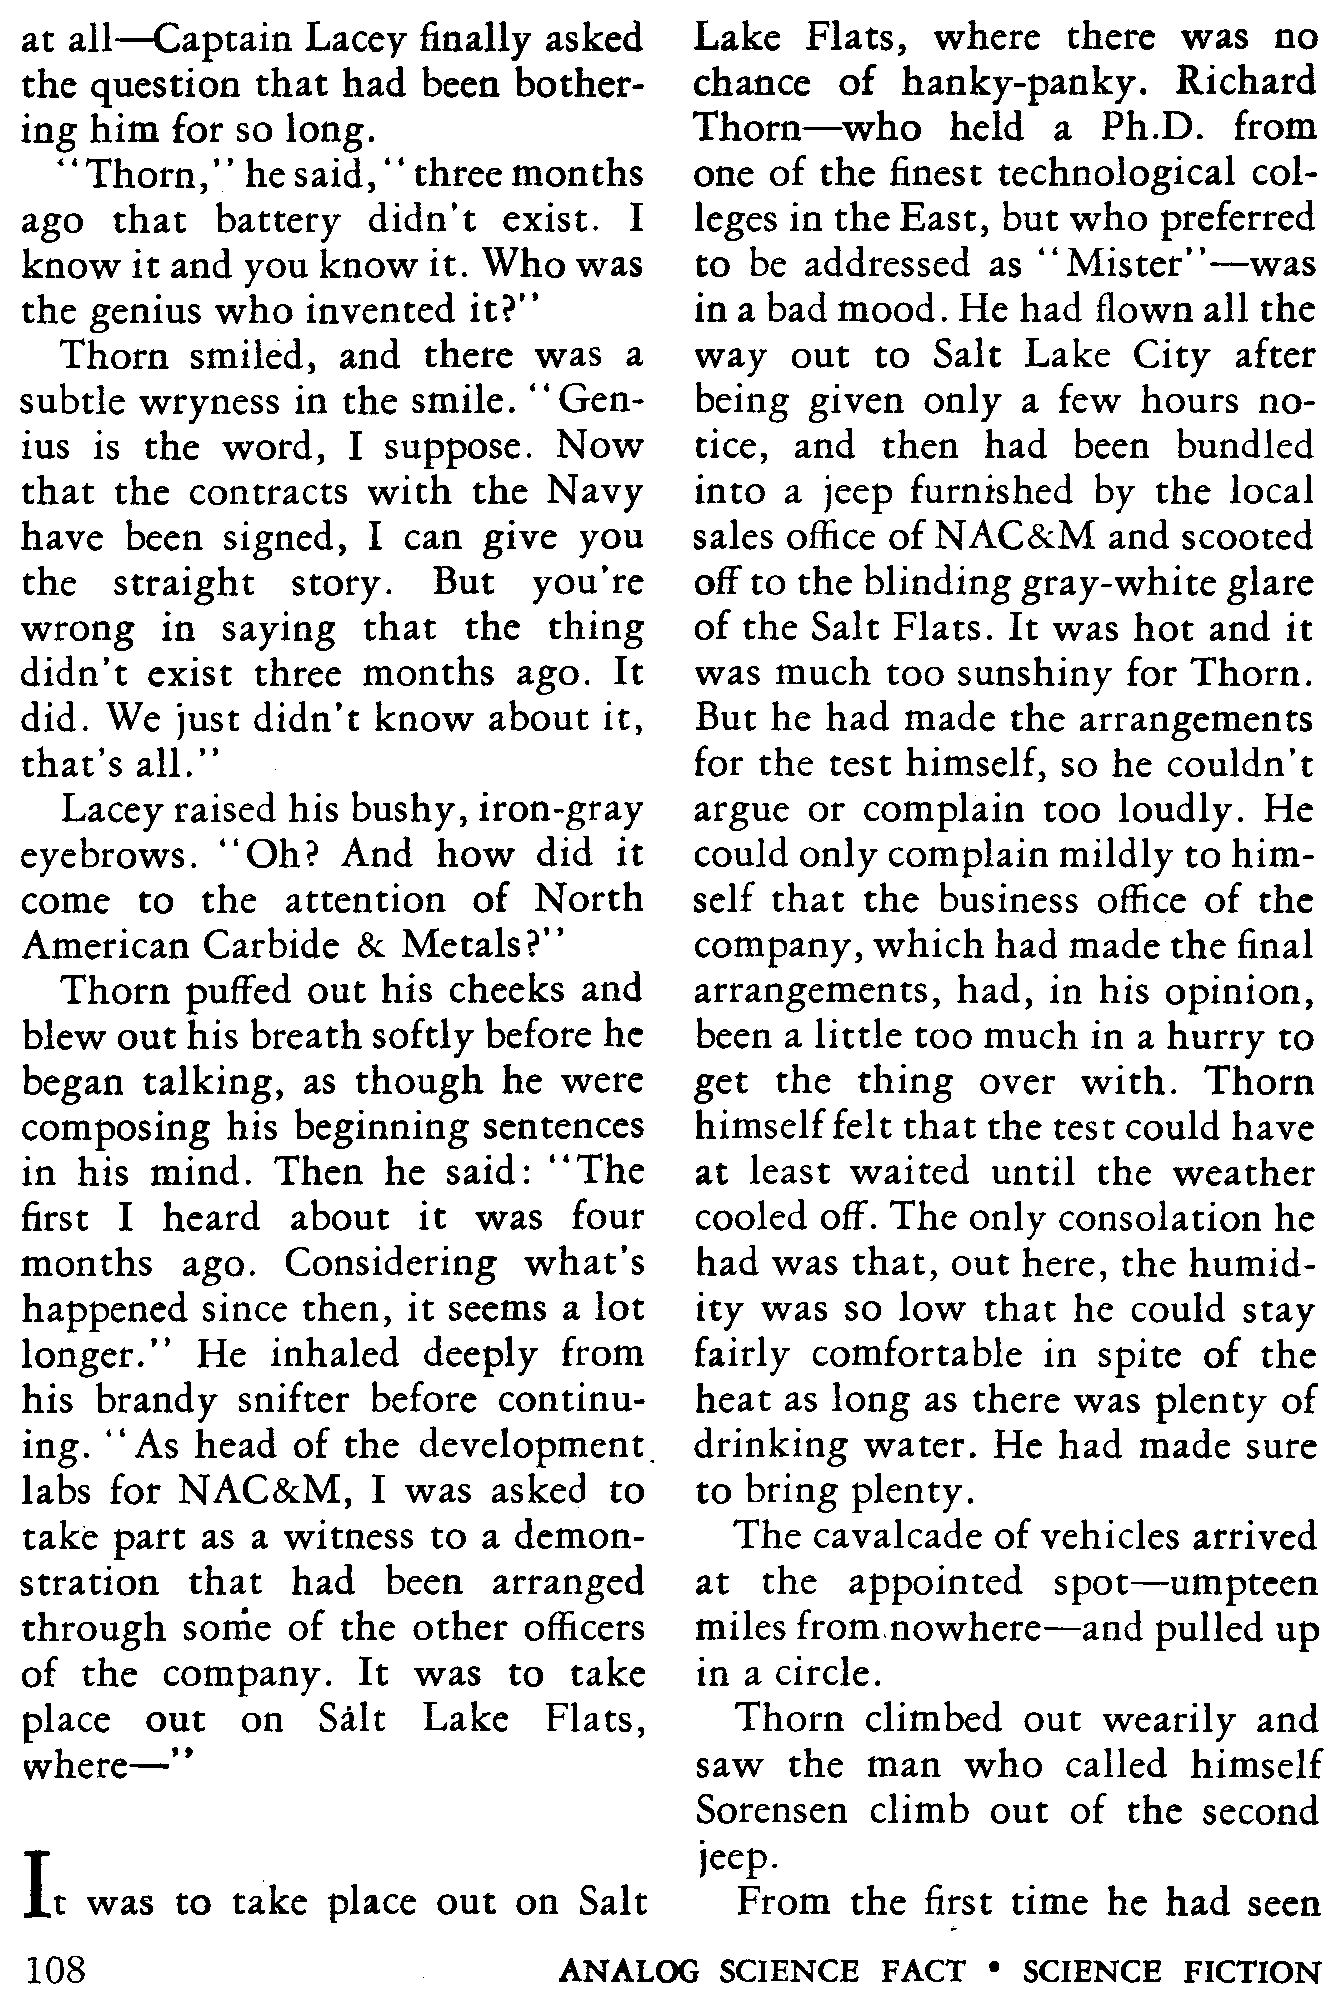 at all—Captain Lacey finally asked
the question that had been bother-
ing him for so long.
"Thorn," he said, "three months
ago that battery didn't exist. I
know it and you know it. Who was
the genius who invented it?"
Thorn smiled, and there was a
subtle wryness in the smile. "Gen-
ius is the word, I suppose. Now
that the contracts with the Navy
have been signed, I can give you
the straight story. But you're
wrong in saying that the thing
didn't exist three months ago. It
did. We just didn't know about it,
that's all."
Lacey raised his bushy, iron-gray
eyebrows. "Oh? And how did it
come to the attention of North
American Carbide & Metals?"
Thorn puffed out his cheeks and
blew out his breath softly before he
began talking, as though he were
composing his beginning sentences
in his mind. Then he said: "The
first I heard about it was four
months ago. Considering what's
happened since then, it seems a lot
longer." He inhaled deeply from
his brandy snifter before continu-
ing. "As head of the development
labs for NAC&M, I was asked to
take part as a witness to a demon-
stration that had been arranged
through some of the other officers
of the company. It was to take
place out on Salt Lake Flats,
where—"
It was to take place out on Salt
Lake Flats, where there was no
chance of hanky-panky. Richard
Thorn—who held a Ph.D. from
one of the finest technological col-
leges in the East, but who preferred
to be addressed as "Mister"—was
in a bad mood. He had flown all the
way out to Salt Lake City after
being given only a few hours no-
tice, and then had been bundled
into a jeep furnished by the local
sales office of NAC&M and scooted
off to the blinding gray-white glare
of the Salt Flats. It was hot and it
was much too sunshiny for Thorn.
But he had made the arrangements
for the test himself, so he couldn't
argue or complain too loudly. He
could only complain mildly to him-
self that the business office of the
company, which had made the final
arrangements, had, in his opinion,
been a little too much in a hurry to
get the thing over with. Thorn
himself felt that the test could have
at least waited until the weather
cooled off. The only consolation he
had was that, out here, the humid-
ity was so low that he could stay
fairly comfortable in spite of the
heat as long as there was plenty of
drinking water. He had made sure
to bring plenty.
The cavalcade of vehicles arrived
at the appointed spot—umpteen
miles from nowhere—and pulled up
in a circle.
Thorn climbed out wearily and
saw the man who called himself
Sorensen climb out of the second
jeep.
From the first time he had seen
108
ANALOG SCIENCE FACT • SCIENCE FICTION